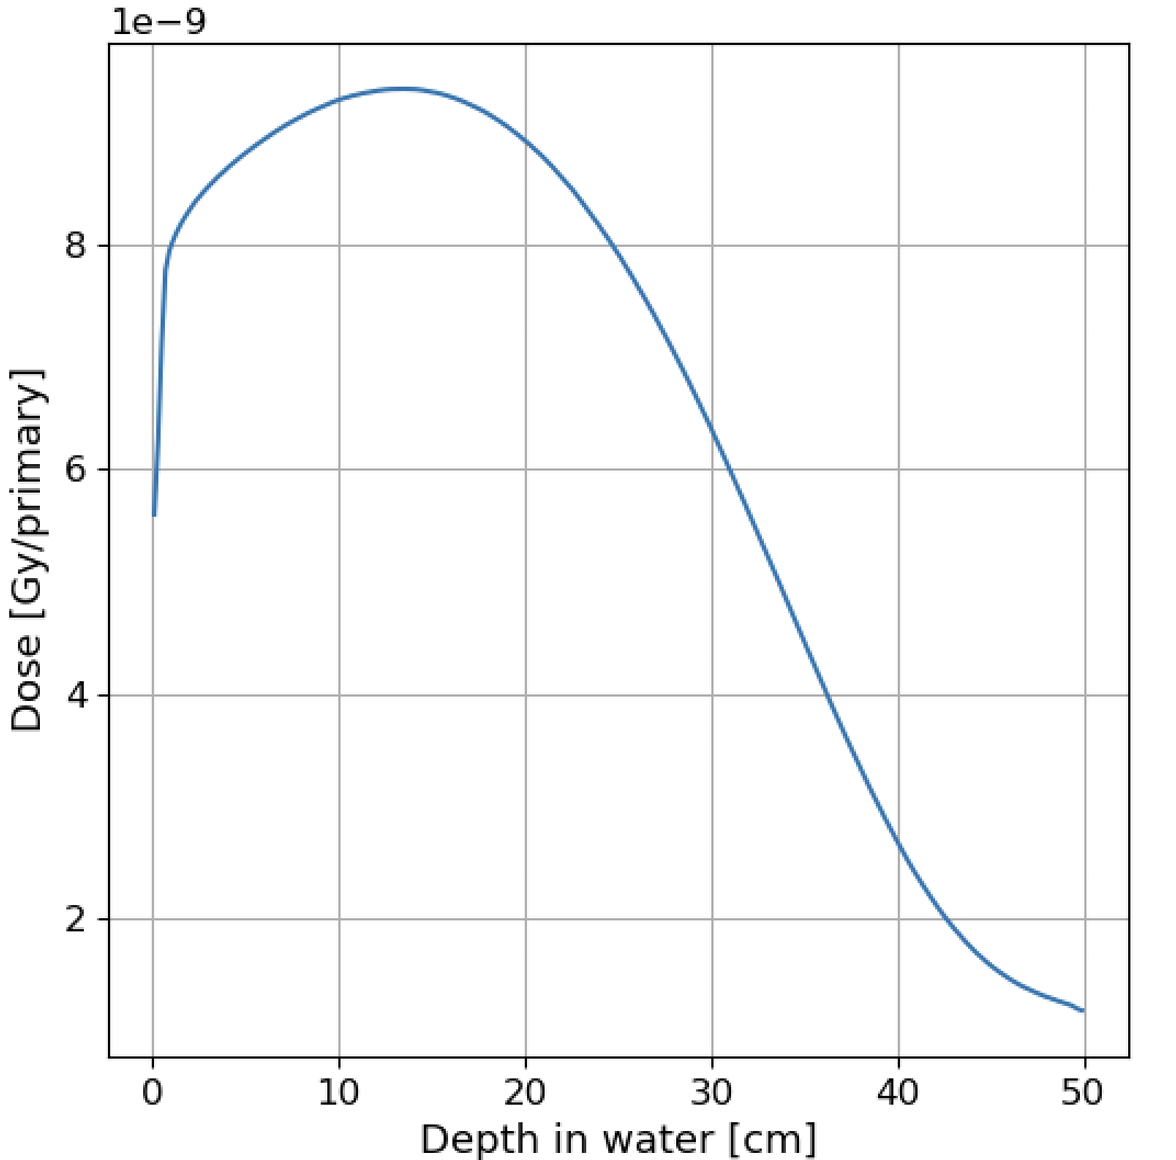 1e−9
8
6
4
2
Dose [Gy/primary]
0 10 20 30 40 50
Depth in water [cm]